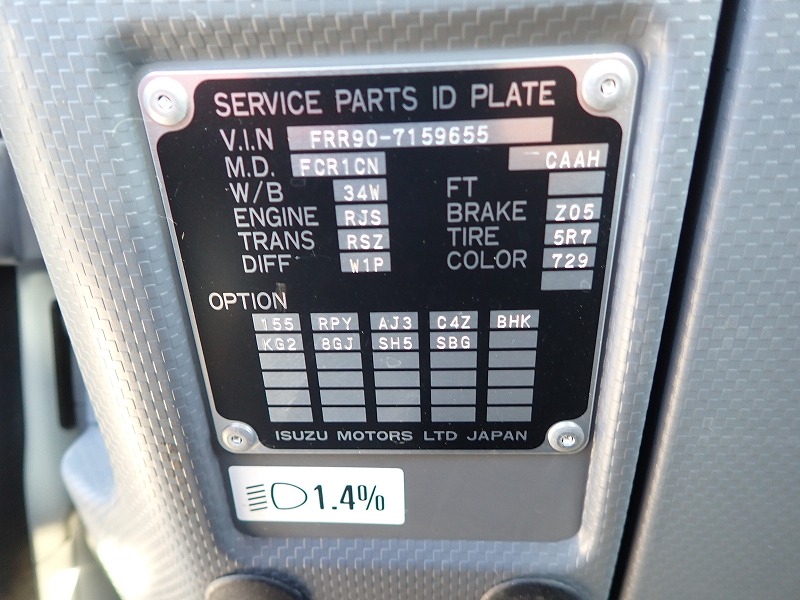 SERVICE PARTS ID PLATE
V.I.N FRR90-7159655
M.D. FCR1CN CAAH
W/B 34W FT
ENGINE RJS BRAKE Z05
TRANS RSZ TIRE 5R7
DIFF W1P COLOR 729
OPTION
155 RPY AJ3 C4Z BHK
KG2 8GJ SH5 SBG
ISUZU MOTORS LTD JAPAN
1.4%